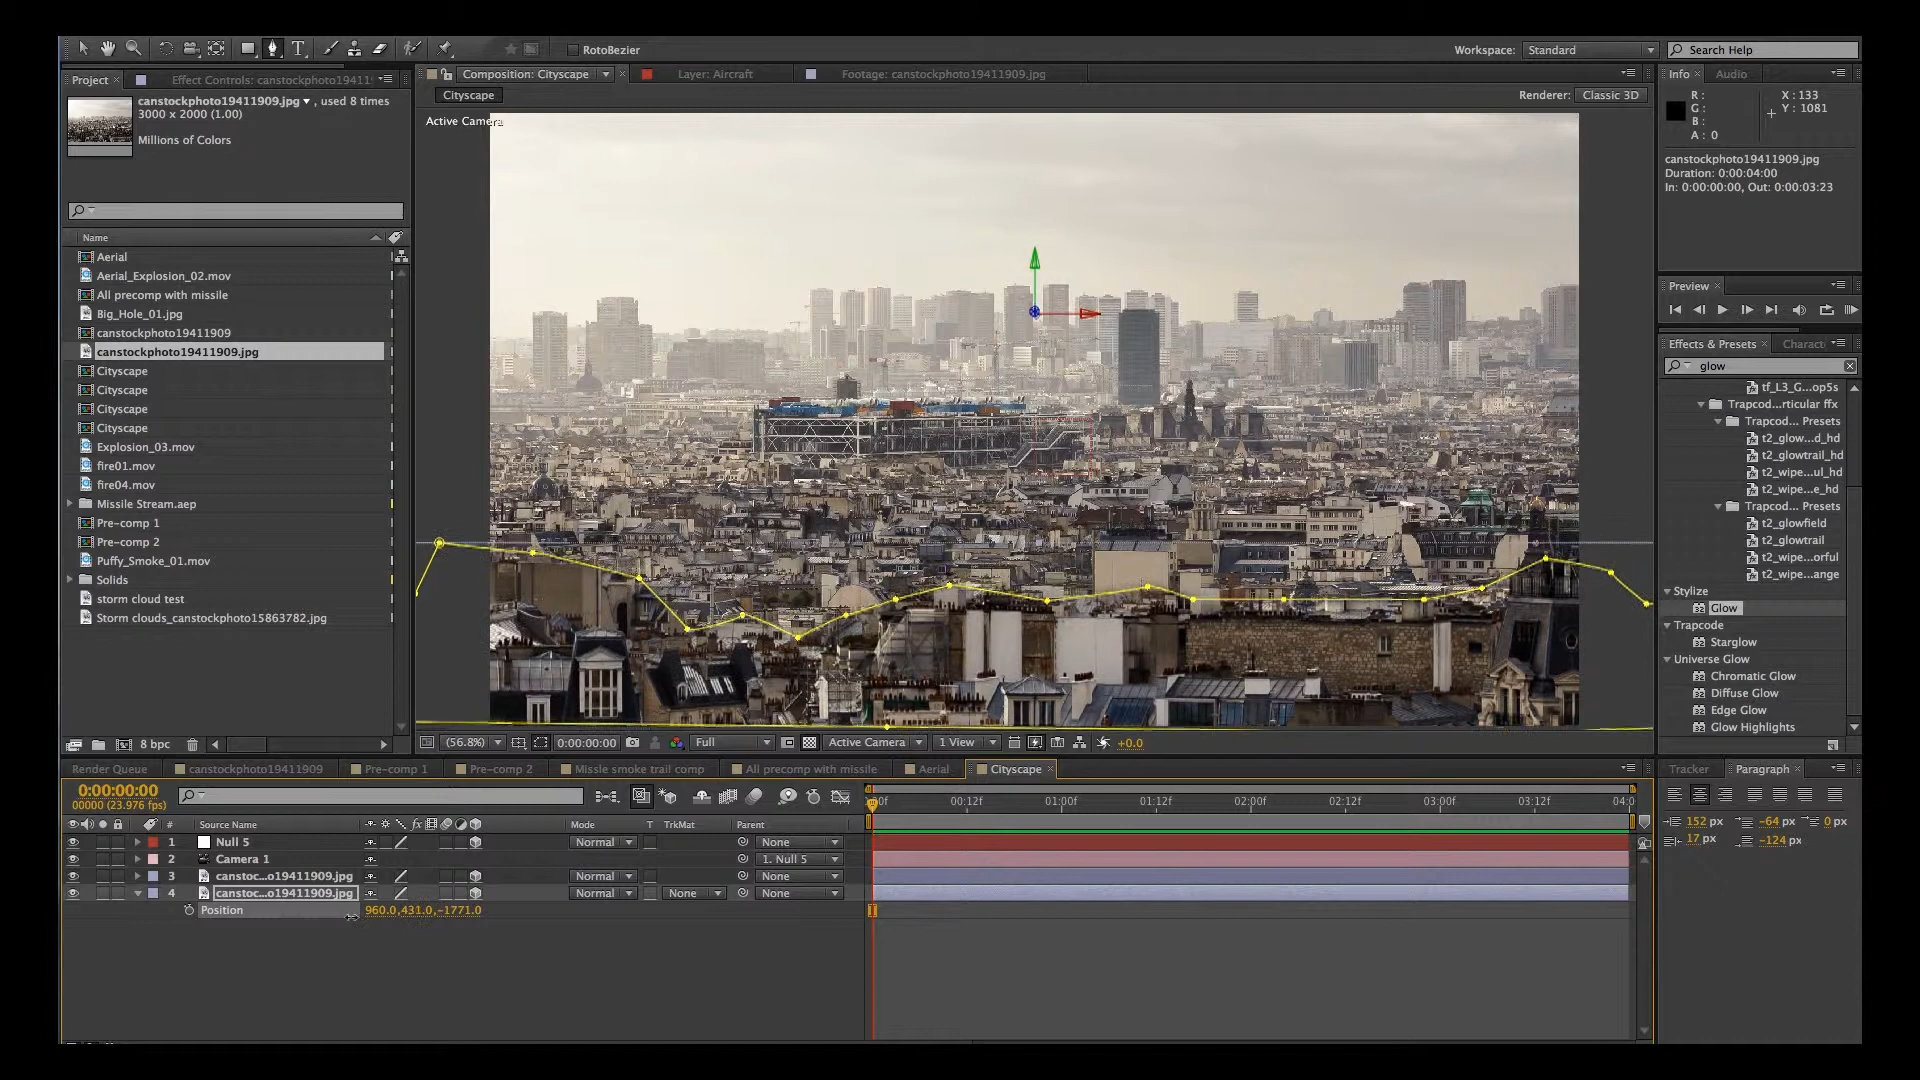 RotoBezier
Workspace: Standard
Search Help
Project
Effect Controls: canstockphoto19411
Composition: Cityscape
Layer: Aircraft
Footage: canstockphoto19411909.jpg
Info
Audio
canstockphoto19411909.jpg , used 8 times
3000 x 2000 (1.00)
Millions of Colors
Cityscape
Renderer: Classic 3D
Active Camera
R :
G :
B :
A : 0
X : 133
Y : 1081
canstockphoto19411909.jpg
Duration: 0:00:04:00
In: 0:00:00:00, Out: 0:00:03:23
Name
Aerial
Aerial_Explosion_02.mov
All precomp with missile
Big_Hole_01.jpg
canstockphoto19411909
canstockphoto19411909.jpg
Cityscape
Cityscape
Cityscape
Cityscape
Explosion_03.mov
fire01.mov
fire04.mov
Missile Stream.aep
Pre-comp 1
Pre-comp 2
Puffy_Smoke_01.mov
Solids
storm cloud test
Storm clouds_canstockphoto15863782.jpg
8 bpc
Preview
Effects & Presets
Charact
glow
tf_L3_G...op5s
Trapcod...rticular ffx
Trapcod... Presets
t2_glow...d_hd
t2_glowtrail_hd
t2_wipe...ul_hd
t2_wipe...e_hd
Trapcod... Presets
t2_glowfield
t2_glowtrail
t2_wipe...orful
t2_wipe...ange
Stylize
Glow
Trapcode
Starglow
Universe Glow
Chromatic Glow
Diffuse Glow
Edge Glow
Glow Highlights
(56.8%)
0:00:00:00
Full
Active Camera
1 View
+0.0
Render Queue
canstockphoto19411909
Pre-comp 1
Pre-comp 2
Missle smoke trail comp
All precomp with missile
Aerial
Cityscape
Tracker
Paragraph
0:00:00:00
00000 (23.976 fps)
:00f
00:12f
01:00f
01:12f
02:00f
02:12f
03:00f
03:12f
04:0
152 px
-64 px
0 px
17 px
-124 px
#
Source Name
fx
Mode
T
TrkMat
Parent
1 Null 5 Normal None
2 Camera 1 1. Null 5
3 canstoc...o19411909.jpg Normal None
4 canstoc...o19411909.jpg Normal None None
Position 960.0,431.0,-1771.0